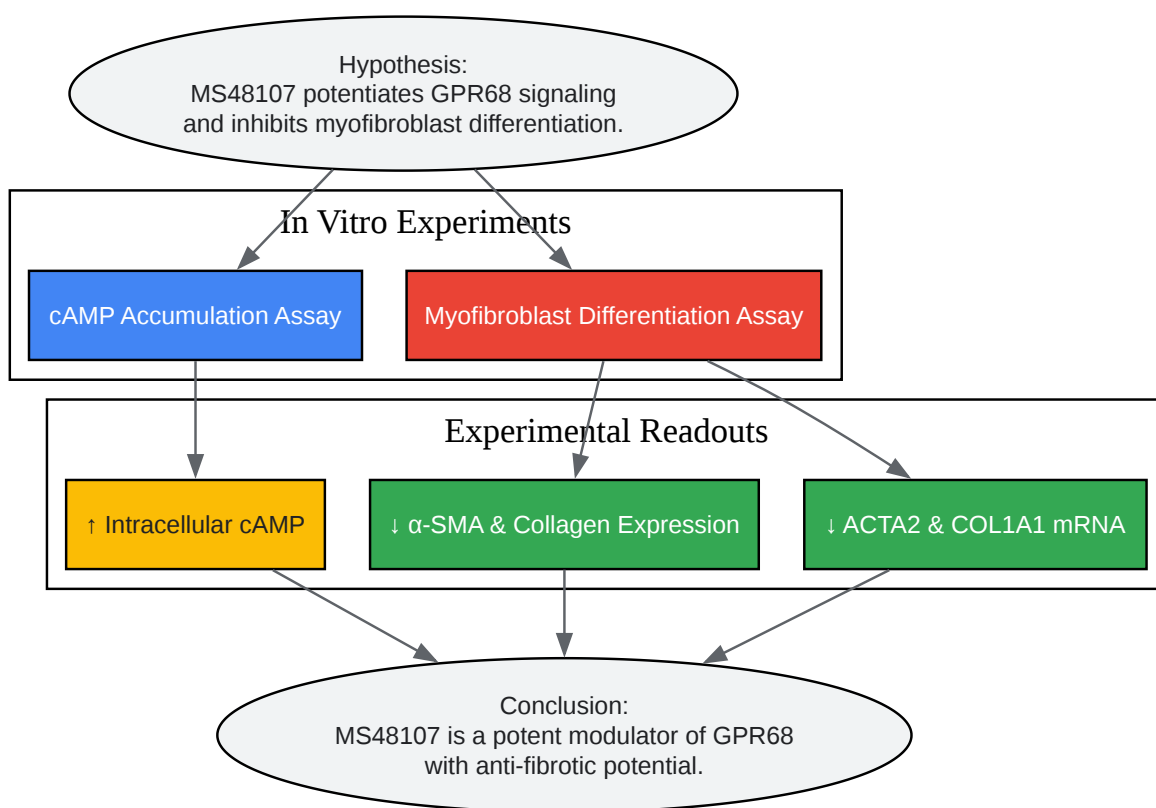 Hypothesis:
MS48107 potentiates GPR68 signaling
and inhibits myofibroblast differentiation.
In Vitro Experiments
cAMP Accumulation Assay
Myofibroblast Differentiation Assay
Experimental Readouts
↑ Intracellular cAMP
↓ α-SMA & Collagen Expression
↓ ACTA2 & COL1A1 mRNA
Conclusion:
MS48107 is a potent modulator of GPR68
with anti-fibrotic potential.